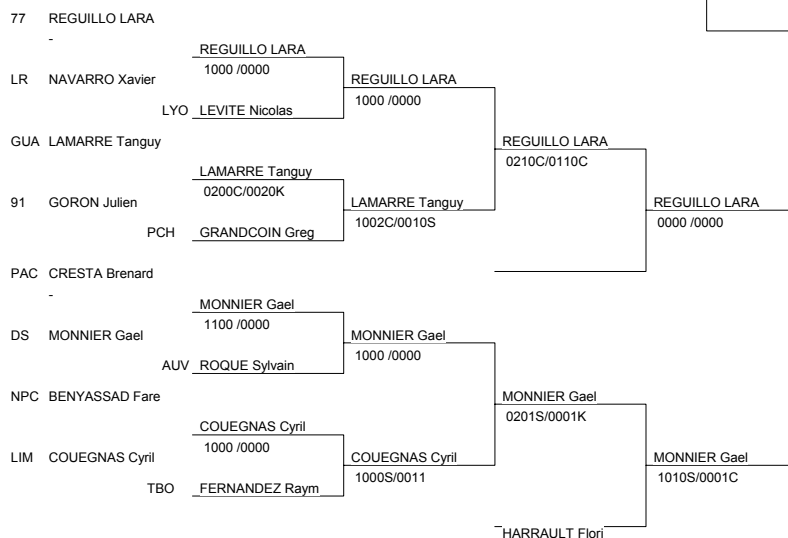 77 REGUILLO LARA
-
REGUILLO LARA
1000 /0000
LR NAVARRO Xavier
REGUILLO LARA
1000 /0000
LYO LEVITE Nicolas
GUA LAMARRE Tanguy
REGUILLO LARA
0210C/0110C
LAMARRE Tanguy
0200C/0020K
91 GORON Julien
LAMARRE Tanguy
1002C/0010S
REGUILLO LARA
0000 /0000
PCH GRANDCOIN Greg
PAC CRESTA Brenard
-
MONNIER Gael
1100 /0000
DS MONNIER Gael
MONNIER Gael
1000 /0000
AUV ROQUE Sylvain
NPC BENYASSAD Fare
MONNIER Gael
0201S/0001K
COUEGNAS Cyril
1000 /0000
LIM COUEGNAS Cyril
COUEGNAS Cyril
1000S/0011
MONNIER Gael
1010S/0001C
TBO FERNANDEZ Raym
HARRAULT Flori